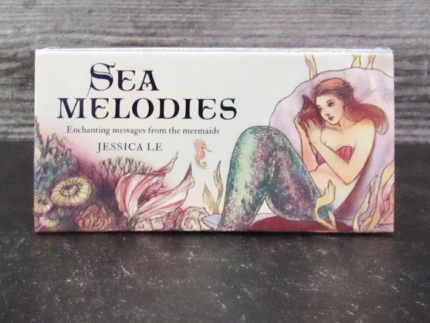 SEA
MELODIES
Enchanting messages from the mermaids
JESSICA LE